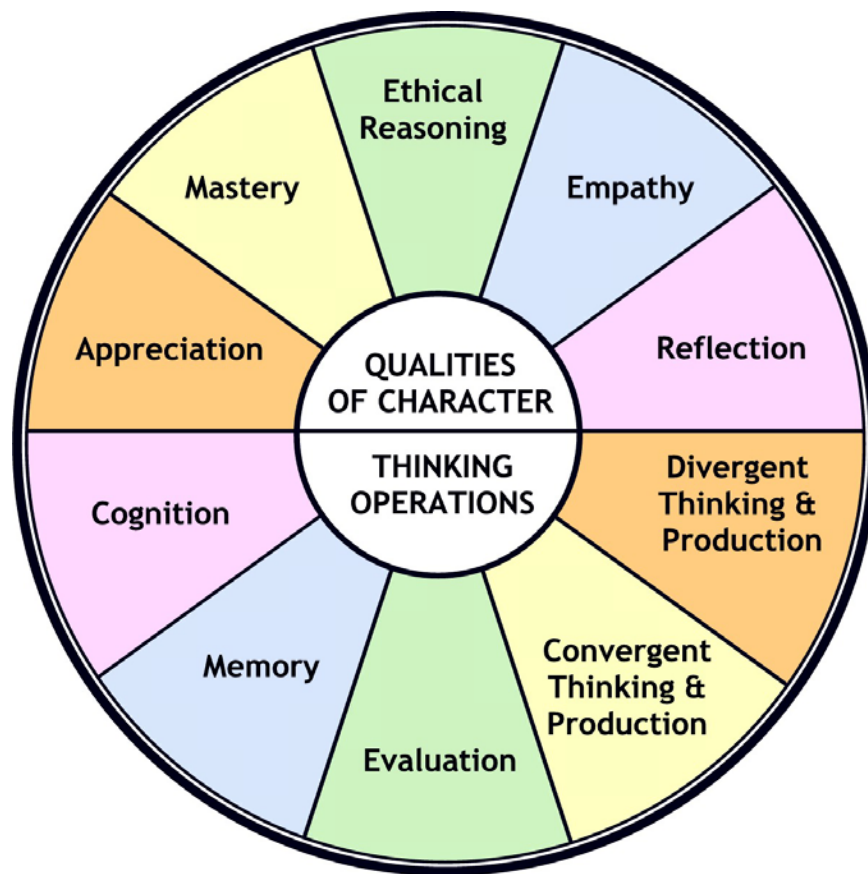 Ethical
Reasoning
Mastery
Empathy
Appreciation
Reflection
QUALITIES
OF CHARACTER
THINKING
OPERATIONS
Cognition
Divergent
Thinking &
Production
Memory
Convergent
Thinking &
Production
Evaluation